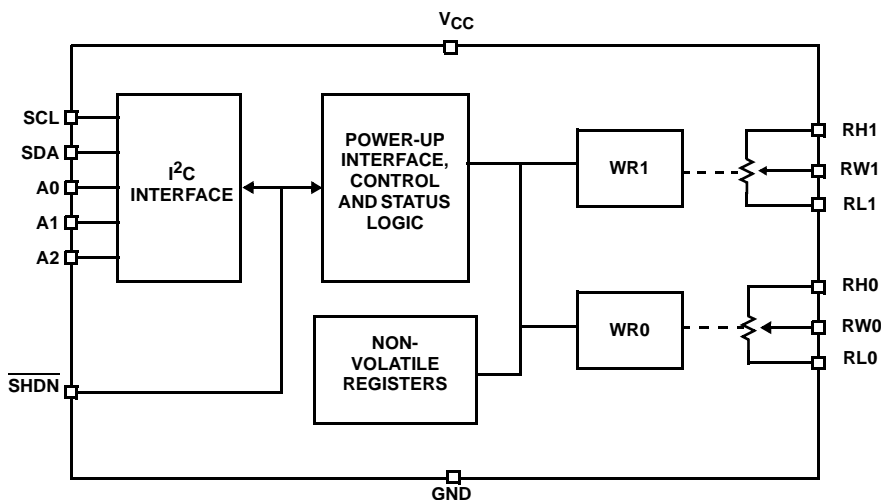 V_CC
SCL
SDA
A0
A1
A2
SHDN
I²C
INTERFACE
POWER-UP
INTERFACE,
CONTROL
AND STATUS
LOGIC
NON-
VOLATILE
REGISTERS
WR1
WR0
RH1
RW1
RL1
RH0
RW0
RL0
GND